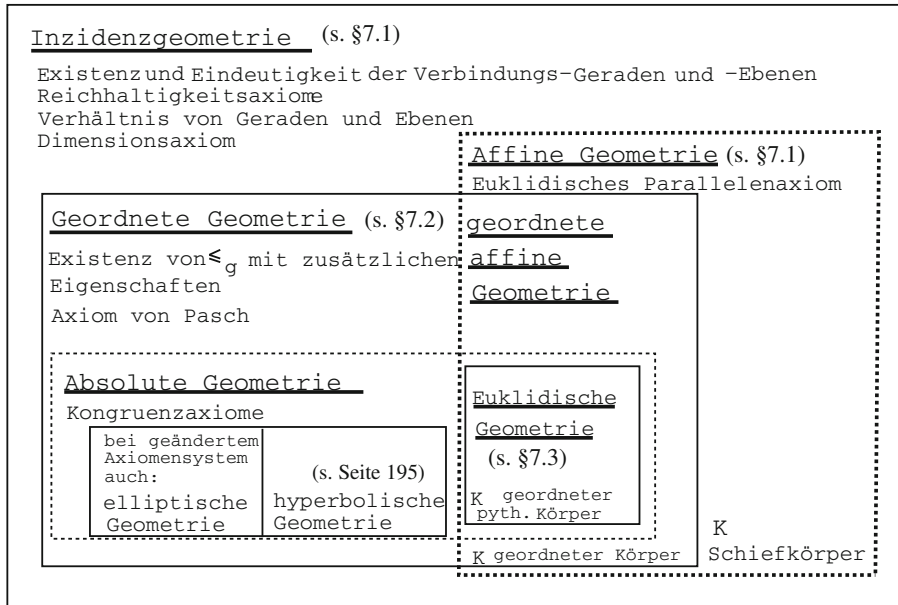 Inzidenzgeometrie (s. §7.1)
Existenz und Eindeutigkeit der Verbindungs-Geraden und -Ebenen
Reichhaltigkeitsaxiome
Verhältnis von Geraden und Ebenen
Dimensionsaxiom
Affine Geometrie (s. §7.1)
Euklidisches Parallelenaxiom
Geordnete Geometrie (s. §7.2)
Existenz von ≤g mit zusätzlichen
Eigenschaften
Axiom von Pasch
geordnete
affine
Geometrie
Absolute Geometrie
Kongruenzaxiome
bei geändertem
Axiomensystem
auch:
elliptische
Geometrie
(s. Seite 195)
hyperbolische
Geometrie
Euklidische
Geometrie
(s. §7.3)
K geordneter
pyth. Körper
K geordneter Körper
K
Schiefkörper